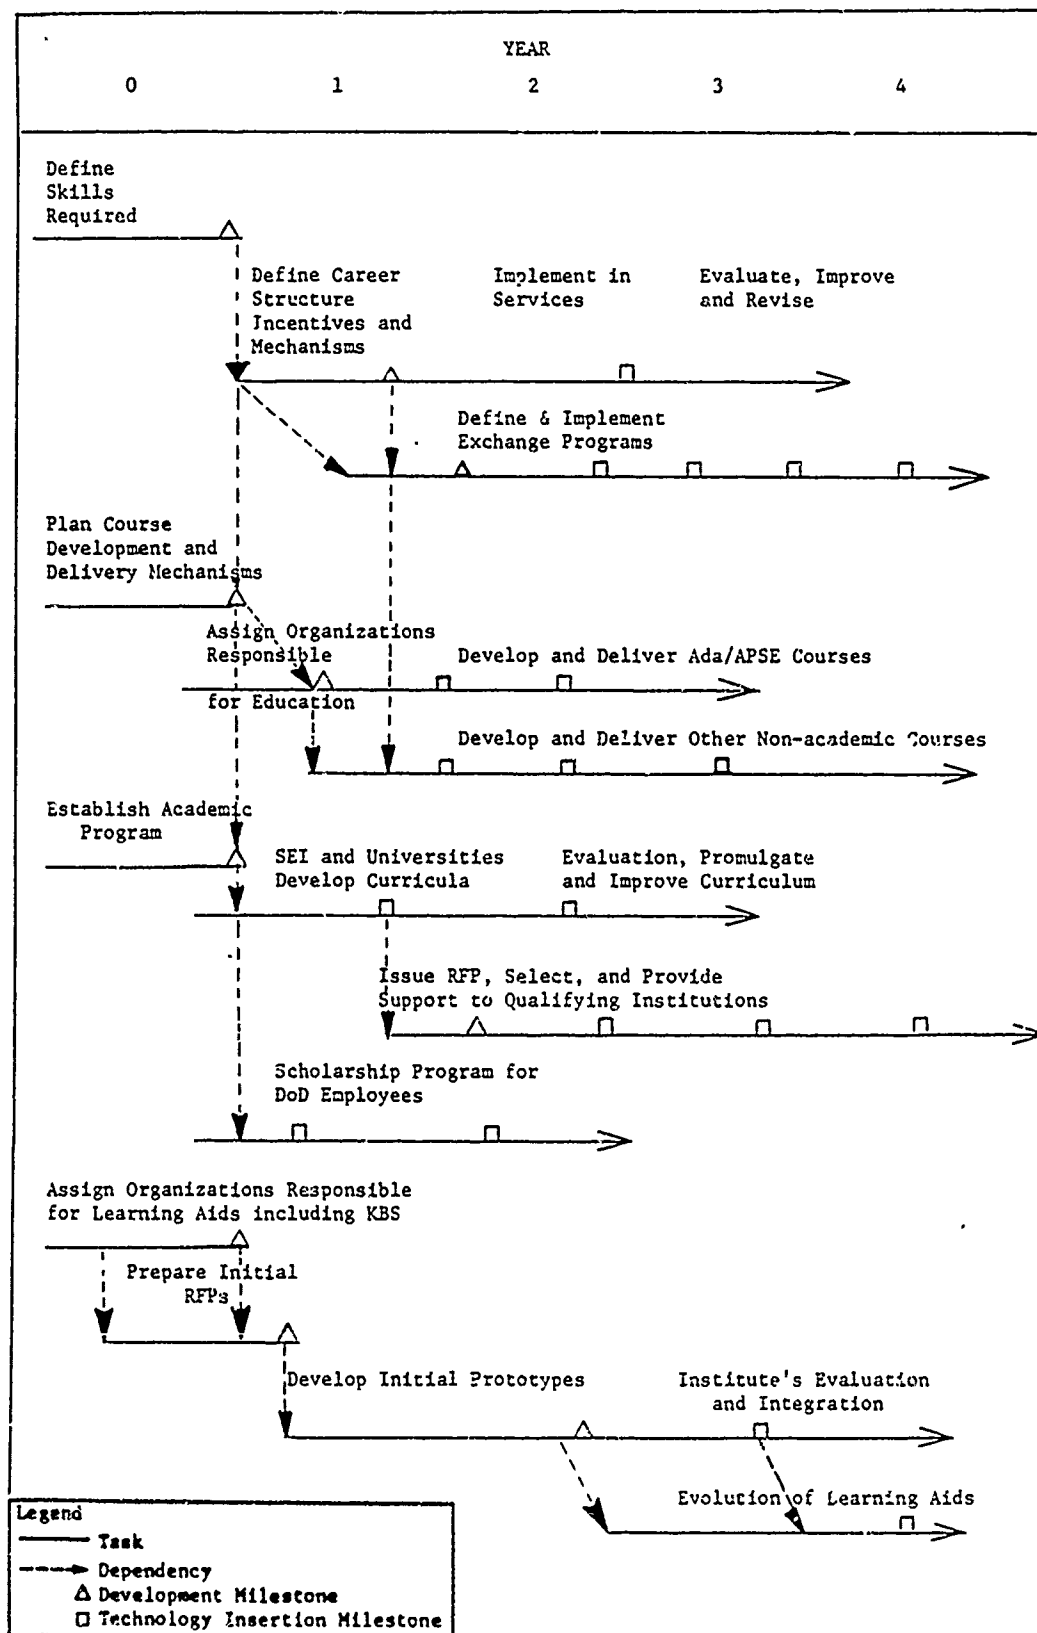 YEAR
0 1 2 3 4
Define
Skills
Required
Define Career
Structure
Incentives and
Mechanisms
Implement in
Services
Evaluate, Improve
and Revise
Define & Implement
Exchange Programs
Plan Course
Development and
Delivery Mechanisms
Assign Organizations
Responsible
for Education
Develop and Deliver Ada/APSE Courses
Develop and Deliver Other Non-academic Courses
Establish Academic
Program
SEI and Universities
Develop Curricula
Evaluation, Promulgate
and Improve Curriculum
Issue RFP, Select, and Provide
Support to Qualifying Institutions
Scholarship Program for
DoD Employees
Assign Organizations Responsible
for Learning Aids including KBS
Prepare Initial
RFPs
Develop Initial Prototypes
Institute's Evaluation
and Integration
Evolution of Learning Aids
Legend
Task
Dependency
Development Milestone
Technology Insertion Milestone